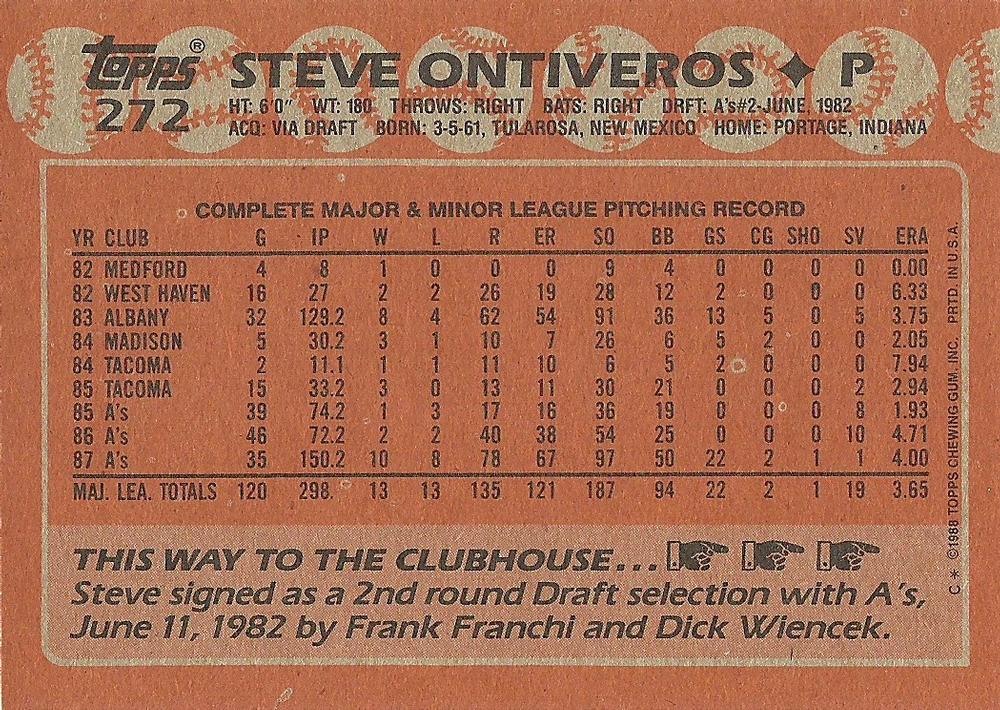 topps® STEVE ONTIVEROS ✦ P
272 HT: 6'0" WT: 180 THROWS: RIGHT BATS: RIGHT DRFT: A's#2-JUNE, 1982
ACQ: VIA DRAFT BORN: 3-5-61, TULAROSA, NEW MEXICO HOME: PORTAGE, INDIANA
COMPLETE MAJOR & MINOR LEAGUE PITCHING RECORD
YR CLUB G IP W L R ER SO BB GS CG SHO SV ERA
82 MEDFORD 4 8 1 0 0 0 9 4 0 0 0 0 0.00
82 WEST HAVEN 16 27 2 2 26 19 28 12 2 0 0 0 6.33
83 ALBANY 32 129.2 8 4 62 54 91 36 13 5 0 5 3.75
84 MADISON 5 30.2 3 1 10 7 26 6 5 2 0 0 2.05
84 TACOMA 2 11.1 1 1 11 10 6 5 2 0 0 0 7.94
85 TACOMA 15 33.2 3 0 13 11 30 21 0 0 0 2 2.94
85 A's 39 74.2 1 3 17 16 36 19 0 0 0 8 1.93
86 A's 46 72.2 2 2 40 38 54 25 0 0 0 10 4.71
87 A's 35 150.2 10 8 78 67 97 50 22 2 1 1 4.00
MAJ. LEA. TOTALS 120 298. 13 13 135 121 187 94 22 2 1 19 3.65
THIS WAY TO THE CLUBHOUSE...
Steve signed as a 2nd round Draft selection with A's,
June 11, 1982 by Frank Franchi and Dick Wiencek.
C * ©1988 TOPPS CHEWING GUM, INC. PRTD. IN U.S.A.